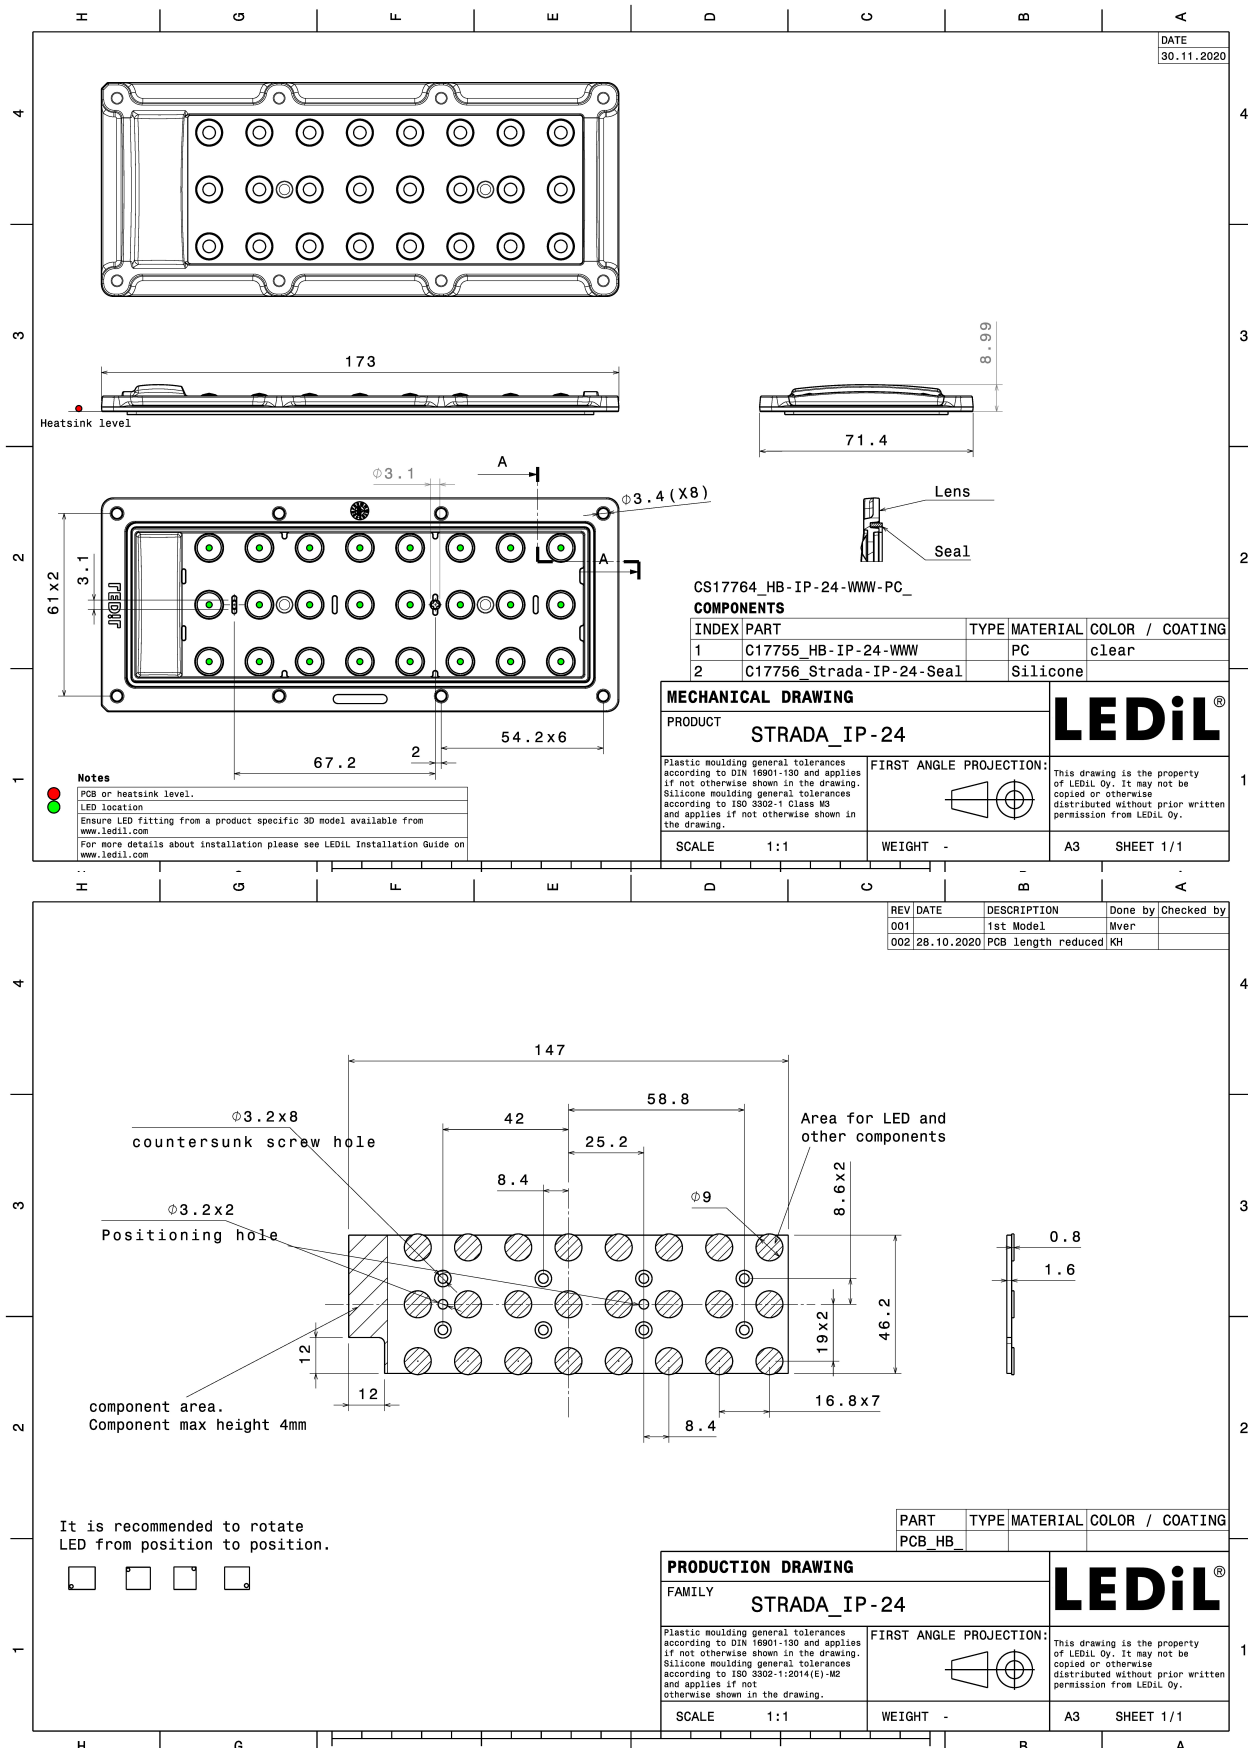 H G F E D C B A
DATE
30.11.2020
4 4
3 3
173
8.99
Heatsink level
71.4
A
Ø3.1
Ø3.4(X8)
Lens
Seal
A
2 2
61x2
3.1
LEDiL
CS17764_HB-IP-24-WWW-PC_
COMPONENTS
INDEX PART TYPE MATERIAL COLOR / COATING
1 C17755_HB-IP-24-WWW PC clear
2 C17756_Strada-IP-24-Seal Silicone
54.2x6
2
67.2
1 1
Notes
PCB or heatsink level.
LED location
Ensure LED fitting from a product specific 3D model available from
www.ledil.com
For more details about installation please see LEDiL Installation Guide on
www.ledil.com
MECHANICAL DRAWING
LEDiL®
PRODUCT
STRADA_IP-24
Plastic moulding general tolerances
according to DIN 16901-130 and applies
if not otherwise shown in the drawing.
Silicone moulding general tolerances
according to ISO 3302-1 Class M3
and applies if not otherwise shown in
the drawing.
FIRST ANGLE PROJECTION:
This drawing is the property
of LEDiL Oy. It may not be
copied or otherwise
distributed without prior written
permission from LEDiL Oy.
SCALE 1:1 WEIGHT - A3 SHEET 1/1
H G F E D C B A
REV DATE DESCRIPTION Done by Checked by
001 1st Model Mver
002 28.10.2020 PCB length reduced KH
4 4
147
58.8
42
25.2
8.4
Ø3.2x8
countersunk screw hole
Area for LED and
other components
8.6x2
Ø9
3 3
Ø3.2x2
Positioning hole
0.8
1.6
46.2
19x2
12
12
16.8x7
8.4
component area.
Component max height 4mm
2 2
It is recommended to rotate
LED from position to position.
PART TYPE MATERIAL COLOR / COATING
PCB_HB_
PRODUCTION DRAWING
LEDiL®
FAMILY
STRADA_IP-24
1 1
Plastic moulding general tolerances
according to DIN 16901-130 and applies
if not otherwise shown in the drawing.
Silicone moulding general tolerances
according to ISO 3302-1:2014(E)-M2
and applies if not
otherwise shown in the drawing.
FIRST ANGLE PROJECTION:
This drawing is the property
of LEDiL Oy. It may not be
copied or otherwise
distributed without prior written
permission from LEDiL Oy.
SCALE 1:1 WEIGHT - A3 SHEET 1/1
H G B A